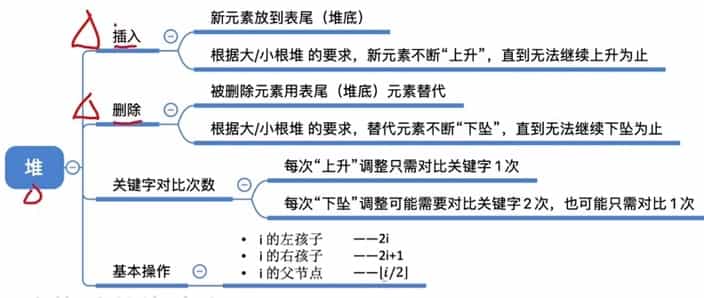 新元素放到表尾（堆底）
插入
根据大/小根堆 的要求，新元素不断“上升”，直到无法继续上升为止
被删除元素用表尾（堆底）元素替代
删除
根据大/小根堆 的要求，替代元素不断“下坠”，直到无法继续下坠为止
堆
每次“上升”调整只需对比关键字1次
关键字对比次数
每次“下坠”调整可能需要对比关键字2次，也可能只需对比1次
• i 的左孩子 ——2i
• i 的右孩子 ——2i+1
基本操作
• i 的父节点 ——⌊i/2⌋